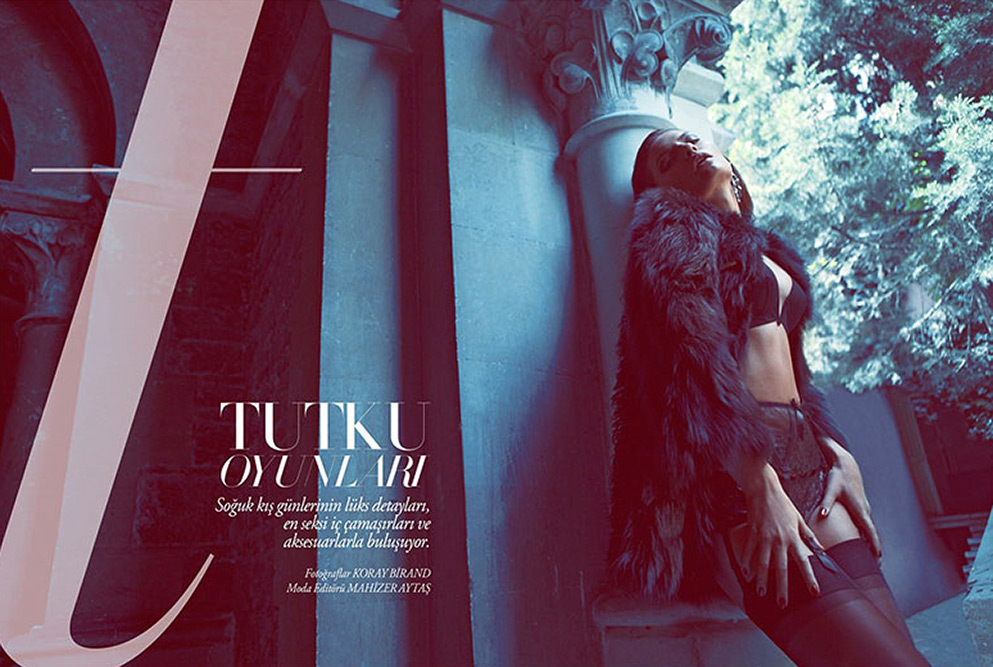 t
TUTKU
OYUNLARI
Soğuk kış günlerinin lüks detayları,
en seksi iç çamaşırları ve
aksesuarlarla buluşuyor.
Fotoğraflar KORAY BİRAND
Moda Editörü MAHİZER AYTAŞ